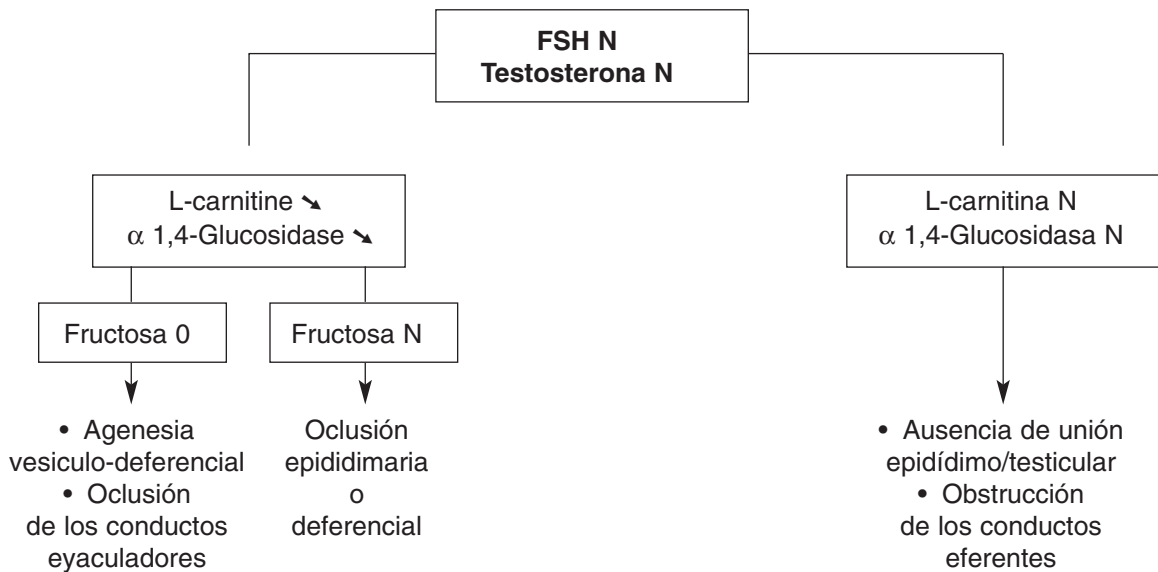 FSH N
Testosterona N
L-carnitine ➘
α 1,4-Glucosidase ➘
L-carnitina N
α 1,4-Glucosidasa N
Fructosa 0
Fructosa N
• Agenesia
vesiculo-deferencial
• Oclusión
de los conductos
eyaculadores
Oclusión
epididimaria
o
deferencial
• Ausencia de unión
epidídimo/testicular
• Obstrucción
de los conductos
eferentes